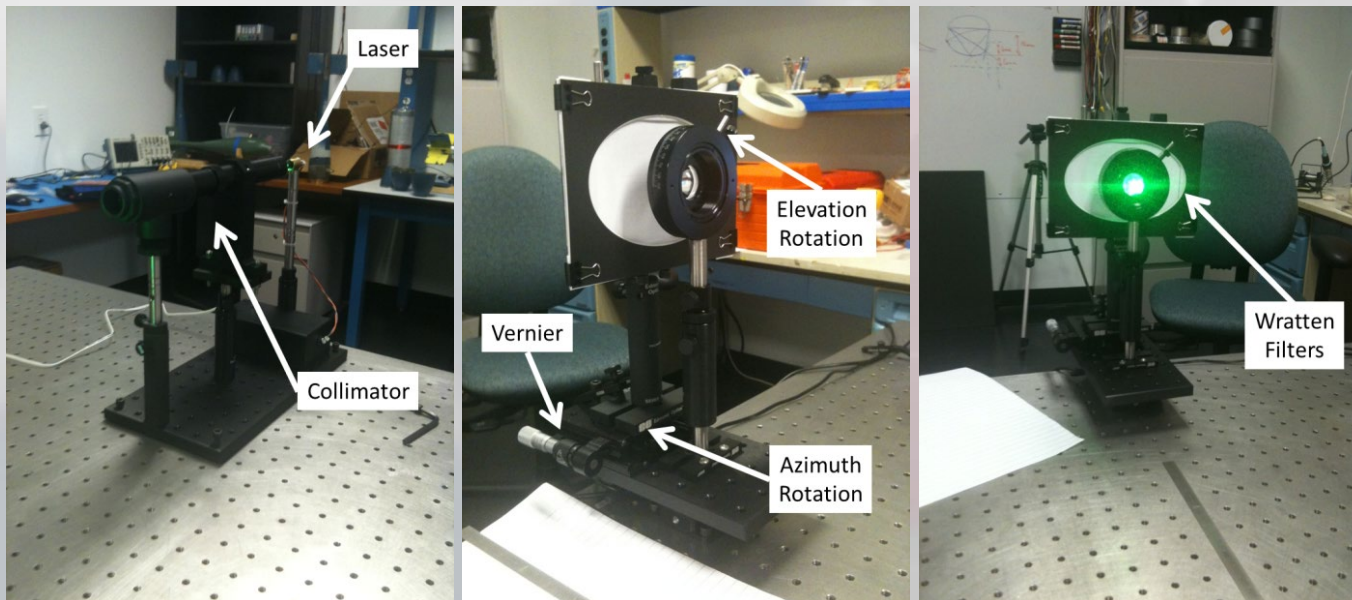 Laser
Collimator
Elevation
Rotation
Vernier
Azimuth
Rotation
Wratten
Filters